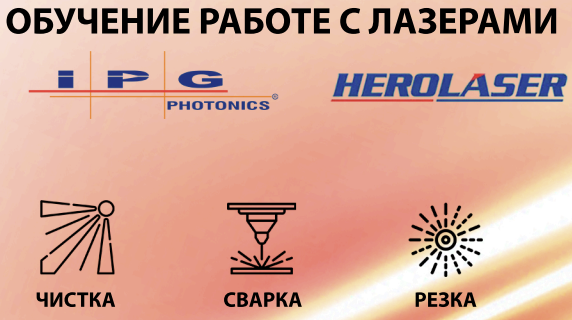 ОБУЧЕНИЕ РАБОТЕ С ЛАЗЕРАМИ
IPG
PHOTONICS®
HEROLASER
ЧИСТКА
СВАРКА
РЕЗКА